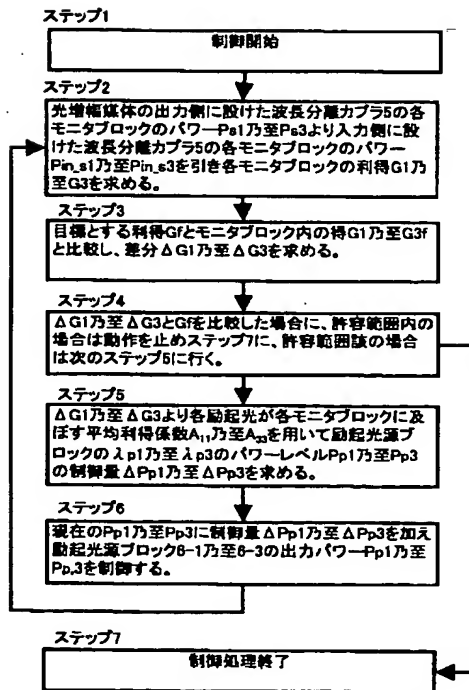 ステップ1
制御開始
ステップ2
光増幅媒体の出力側に設けた波長分離カプラ5の各
モニタブロックのパワーPs1乃至Ps3より入力側に設
けた波長分離カプラ5の各モニタブロックのパワー
Pin_s1乃至Pin_s3を引き各モニタブロックの利得G1乃
至G3を求める。
ステップ3
目標とする利得Gfとモニタブロック内の得G1乃至G3f
と比較し、差分ΔG1乃至ΔG3を求める。
ステップ4
ΔG1乃至ΔG3とGfを比較した場合に、許容範囲内の
場合は動作を止めステップ7に、許容範囲該の場合
は次のステップ5に行く。
ステップ5
ΔG1乃至ΔG3より各励起光が各モニタブロックに及
ぼす平均利得係数A₁₁乃至A₃₃を用いて励起光源ブ
ロックのλp1乃至λp3のパワーレベルPp1乃至Pp3
の制御量ΔPp1乃至ΔPp3を求める。
ステップ6
現在のPp1乃至Pp3に制御量ΔPp1乃至ΔPp3を加え
励起光源ブロック6-1乃至6-3の出力パワーPp1乃至
Pp,3を制御する。
ステップ7
制御処理終了